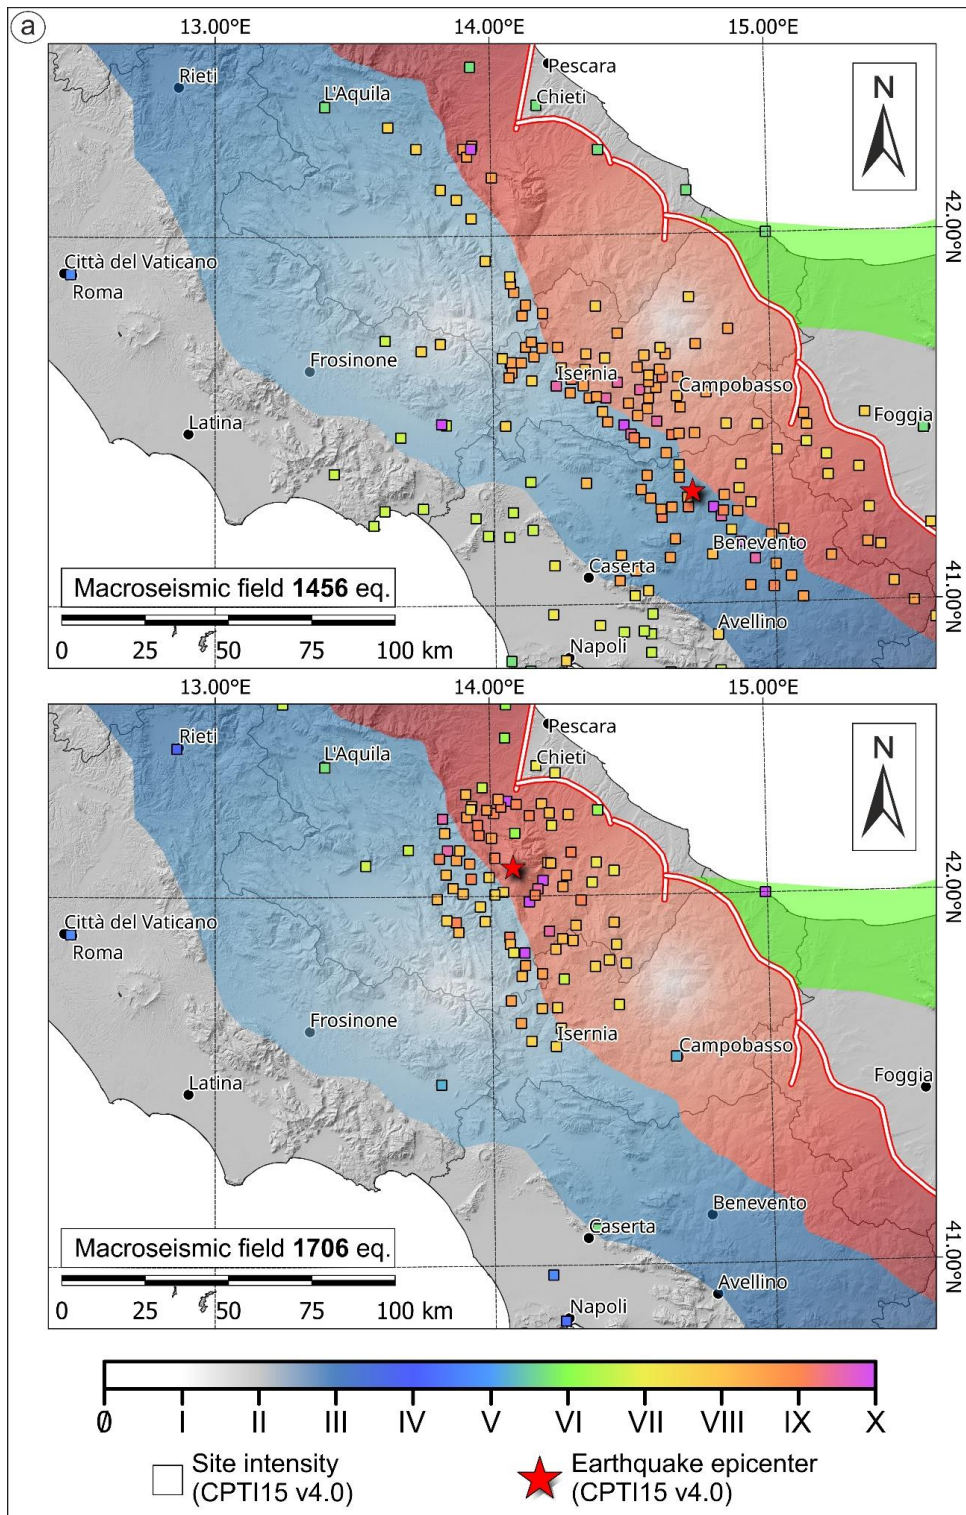 a
13.00°E 14.00°E 15.00°E
Pescara
Rieti
L'Aquila
Chieti
N
42.00°N
Città del Vaticano
Roma
Frosinone
Isernia
Campobasso
Latina
Foggia
Benevento
Caserta
41.00°N
Macroseismic field 1456 eq.
Avellino
Napoli
0 25 50 75 100 km
13.00°E 14.00°E 15.00°E
Pescara
Rieti
L'Aquila
Chieti
N
42.00°N
Città del Vaticano
Roma
Frosinone
Isernia
Campobasso
Latina
Foggia
Benevento
Caserta
41.00°N
Macroseismic field 1706 eq.
Avellino
Napoli
0 25 50 75 100 km
0 I II III IV V VI VII VIII IX X
Site intensity
(CPTI15 v4.0)
Earthquake epicenter
(CPTI15 v4.0)